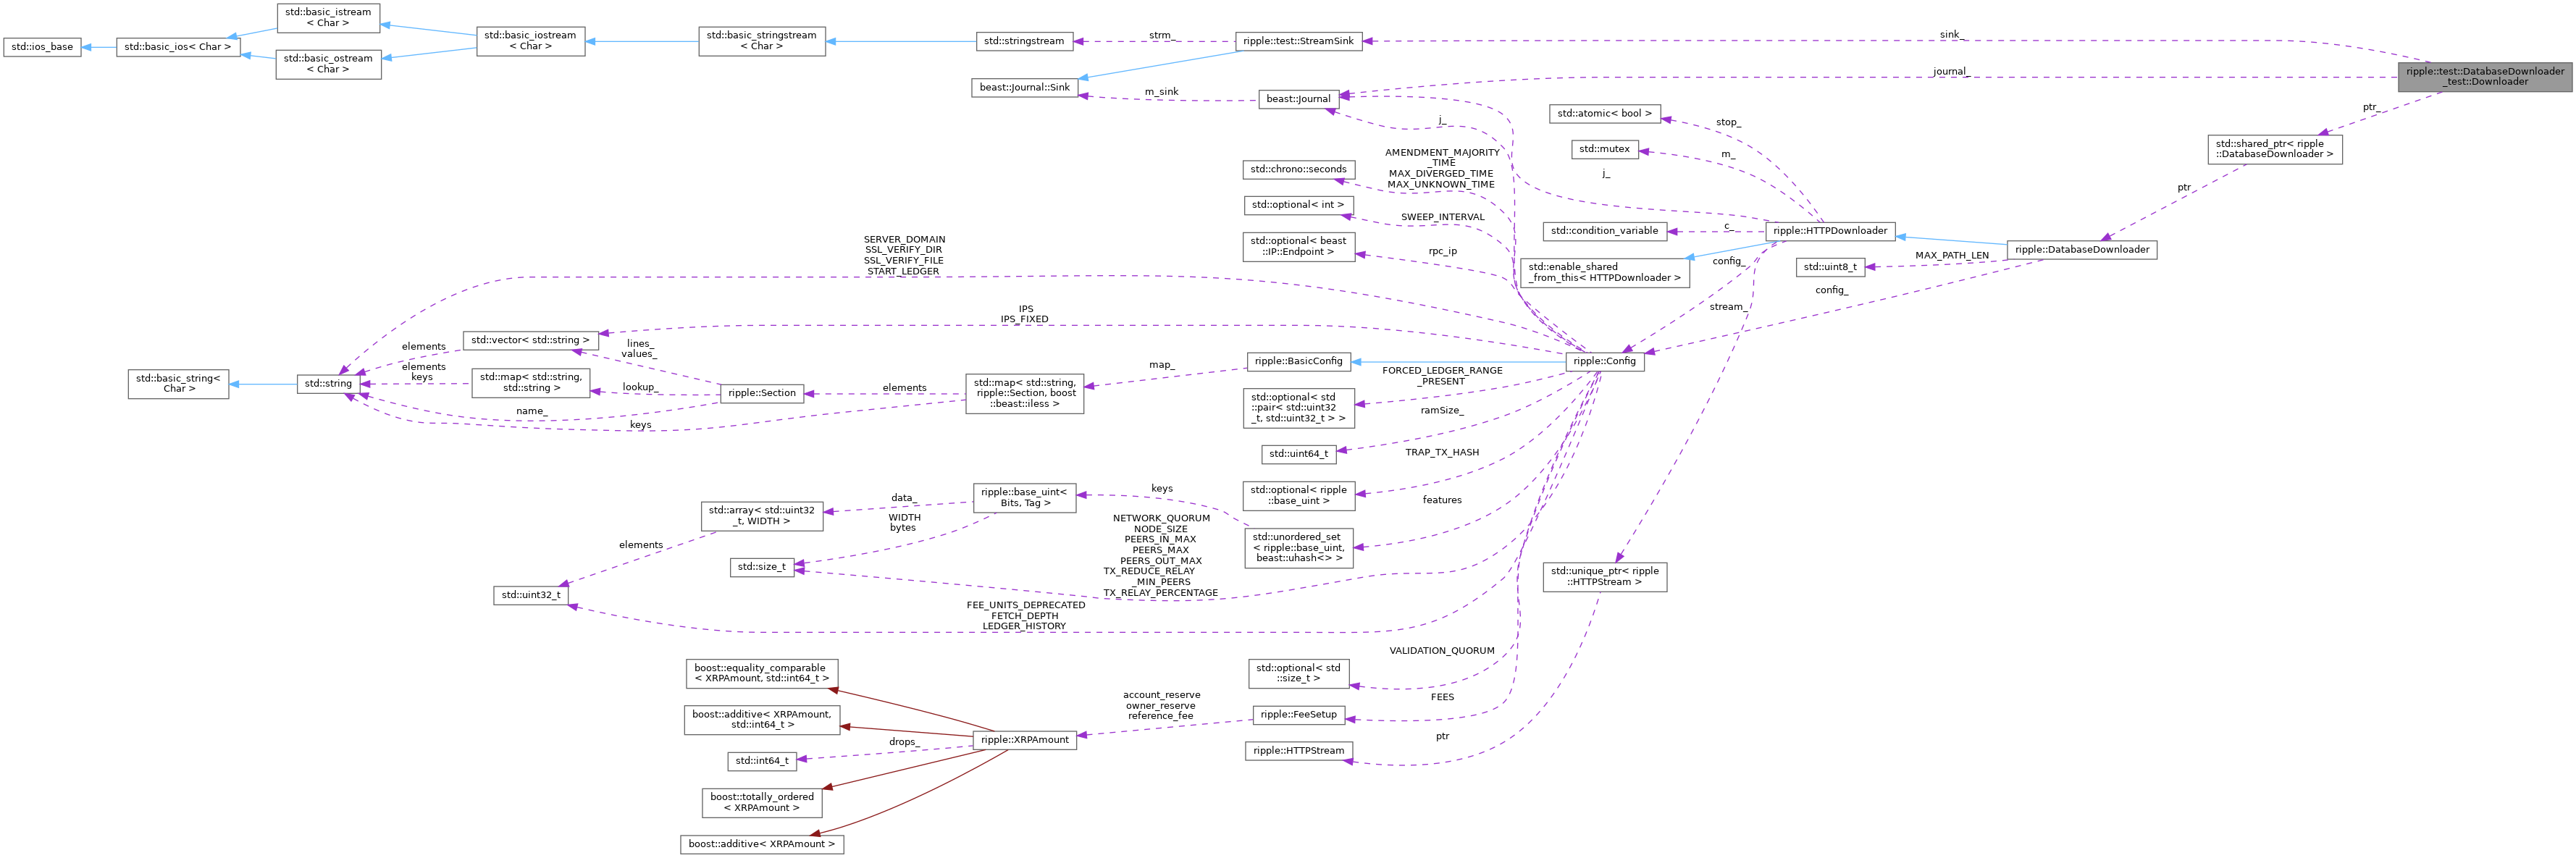 std::basic_istream
< Char >
std::ios_base
std::basic_ios< Char >
std::basic_ostream
< Char >
std::basic_iostream
< Char >
std::basic_stringstream
< Char >
std::stringstream
strm_
ripple::test::StreamSink
sink_
beast::Journal::Sink
m_sink
beast::Journal
journal_
ripple::test::DatabaseDownloader
_test::Downloader
ptr_
std::shared_ptr< ripple
::DatabaseDownloader >
ptr
std::atomic< bool >
stop_
std::mutex
m_
j_
j_
std::condition_variable
c_
ripple::HTTPDownloader
ripple::DatabaseDownloader
std::enable_shared
_from_this< HTTPDownloader >
std::uint8_t
MAX_PATH_LEN
config_
config_
stream_
std::chrono::seconds
AMENDMENT_MAJORITY
_TIME
MAX_DIVERGED_TIME
MAX_UNKNOWN_TIME
std::optional< int >
SWEEP_INTERVAL
std::optional< beast
::IP::Endpoint >
rpc_ip
SERVER_DOMAIN
SSL_VERIFY_DIR
SSL_VERIFY_FILE
START_LEDGER
IPS
IPS_FIXED
std::vector< std::string >
elements
lines_
values_
elements
keys
std::basic_string<
Char >
std::string
std::map< std::string,
std::string >
lookup_
ripple::Section
name_
keys
elements
std::map< std::string,
ripple::Section, boost
::beast::iless >
map_
ripple::BasicConfig
ripple::Config
FORCED_LEDGER_RANGE
_PRESENT
std::optional< std
::pair< std::uint32
_t, std::uint32_t > >
ramSize_
std::uint64_t
TRAP_TX_HASH
std::optional< ripple
::base_uint >
features
std::unordered_set
< ripple::base_uint,
beast::uhash<> >
keys
ripple::base_uint<
Bits, Tag >
data_
WIDTH
bytes
std::array< std::uint32
_t, WIDTH >
elements
std::size_t
std::uint32_t
NETWORK_QUORUM
NODE_SIZE
PEERS_IN_MAX
PEERS_MAX
PEERS_OUT_MAX
TX_REDUCE_RELAY
_MIN_PEERS
TX_RELAY_PERCENTAGE
FEE_UNITS_DEPRECATED
FETCH_DEPTH
LEDGER_HISTORY
std::unique_ptr< ripple
::HTTPStream >
VALIDATION_QUORUM
std::optional< std
::size_t >
FEES
ripple::FeeSetup
account_reserve
owner_reserve
reference_fee
ptr
ripple::HTTPStream
ripple::XRPAmount
boost::equality_comparable
< XRPAmount, std::int64_t >
boost::additive< XRPAmount,
std::int64_t >
drops_
std::int64_t
boost::totally_ordered
< XRPAmount >
boost::additive< XRPAmount >